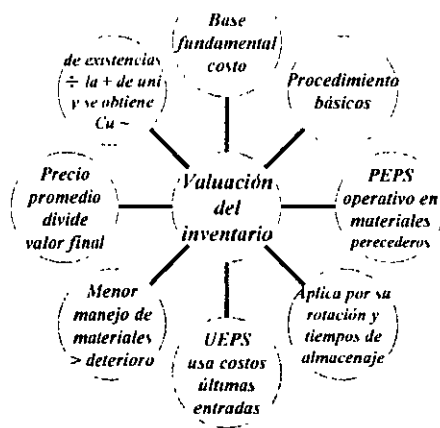 Base
fundamental
costo
Procedimiento
básicos
PEPS
operativo en
materiales
perecederos
Aplica por su
rotación y
tiempos de
almacenaje
UEPS
usa costos
últimas
entradas
Menor
manejo de
materiales
> deterioro
Precio
promedio
divide
valor final
de existencias
÷ la + de uni
y se obtiene
Cu ~
Valuación
del
inventario